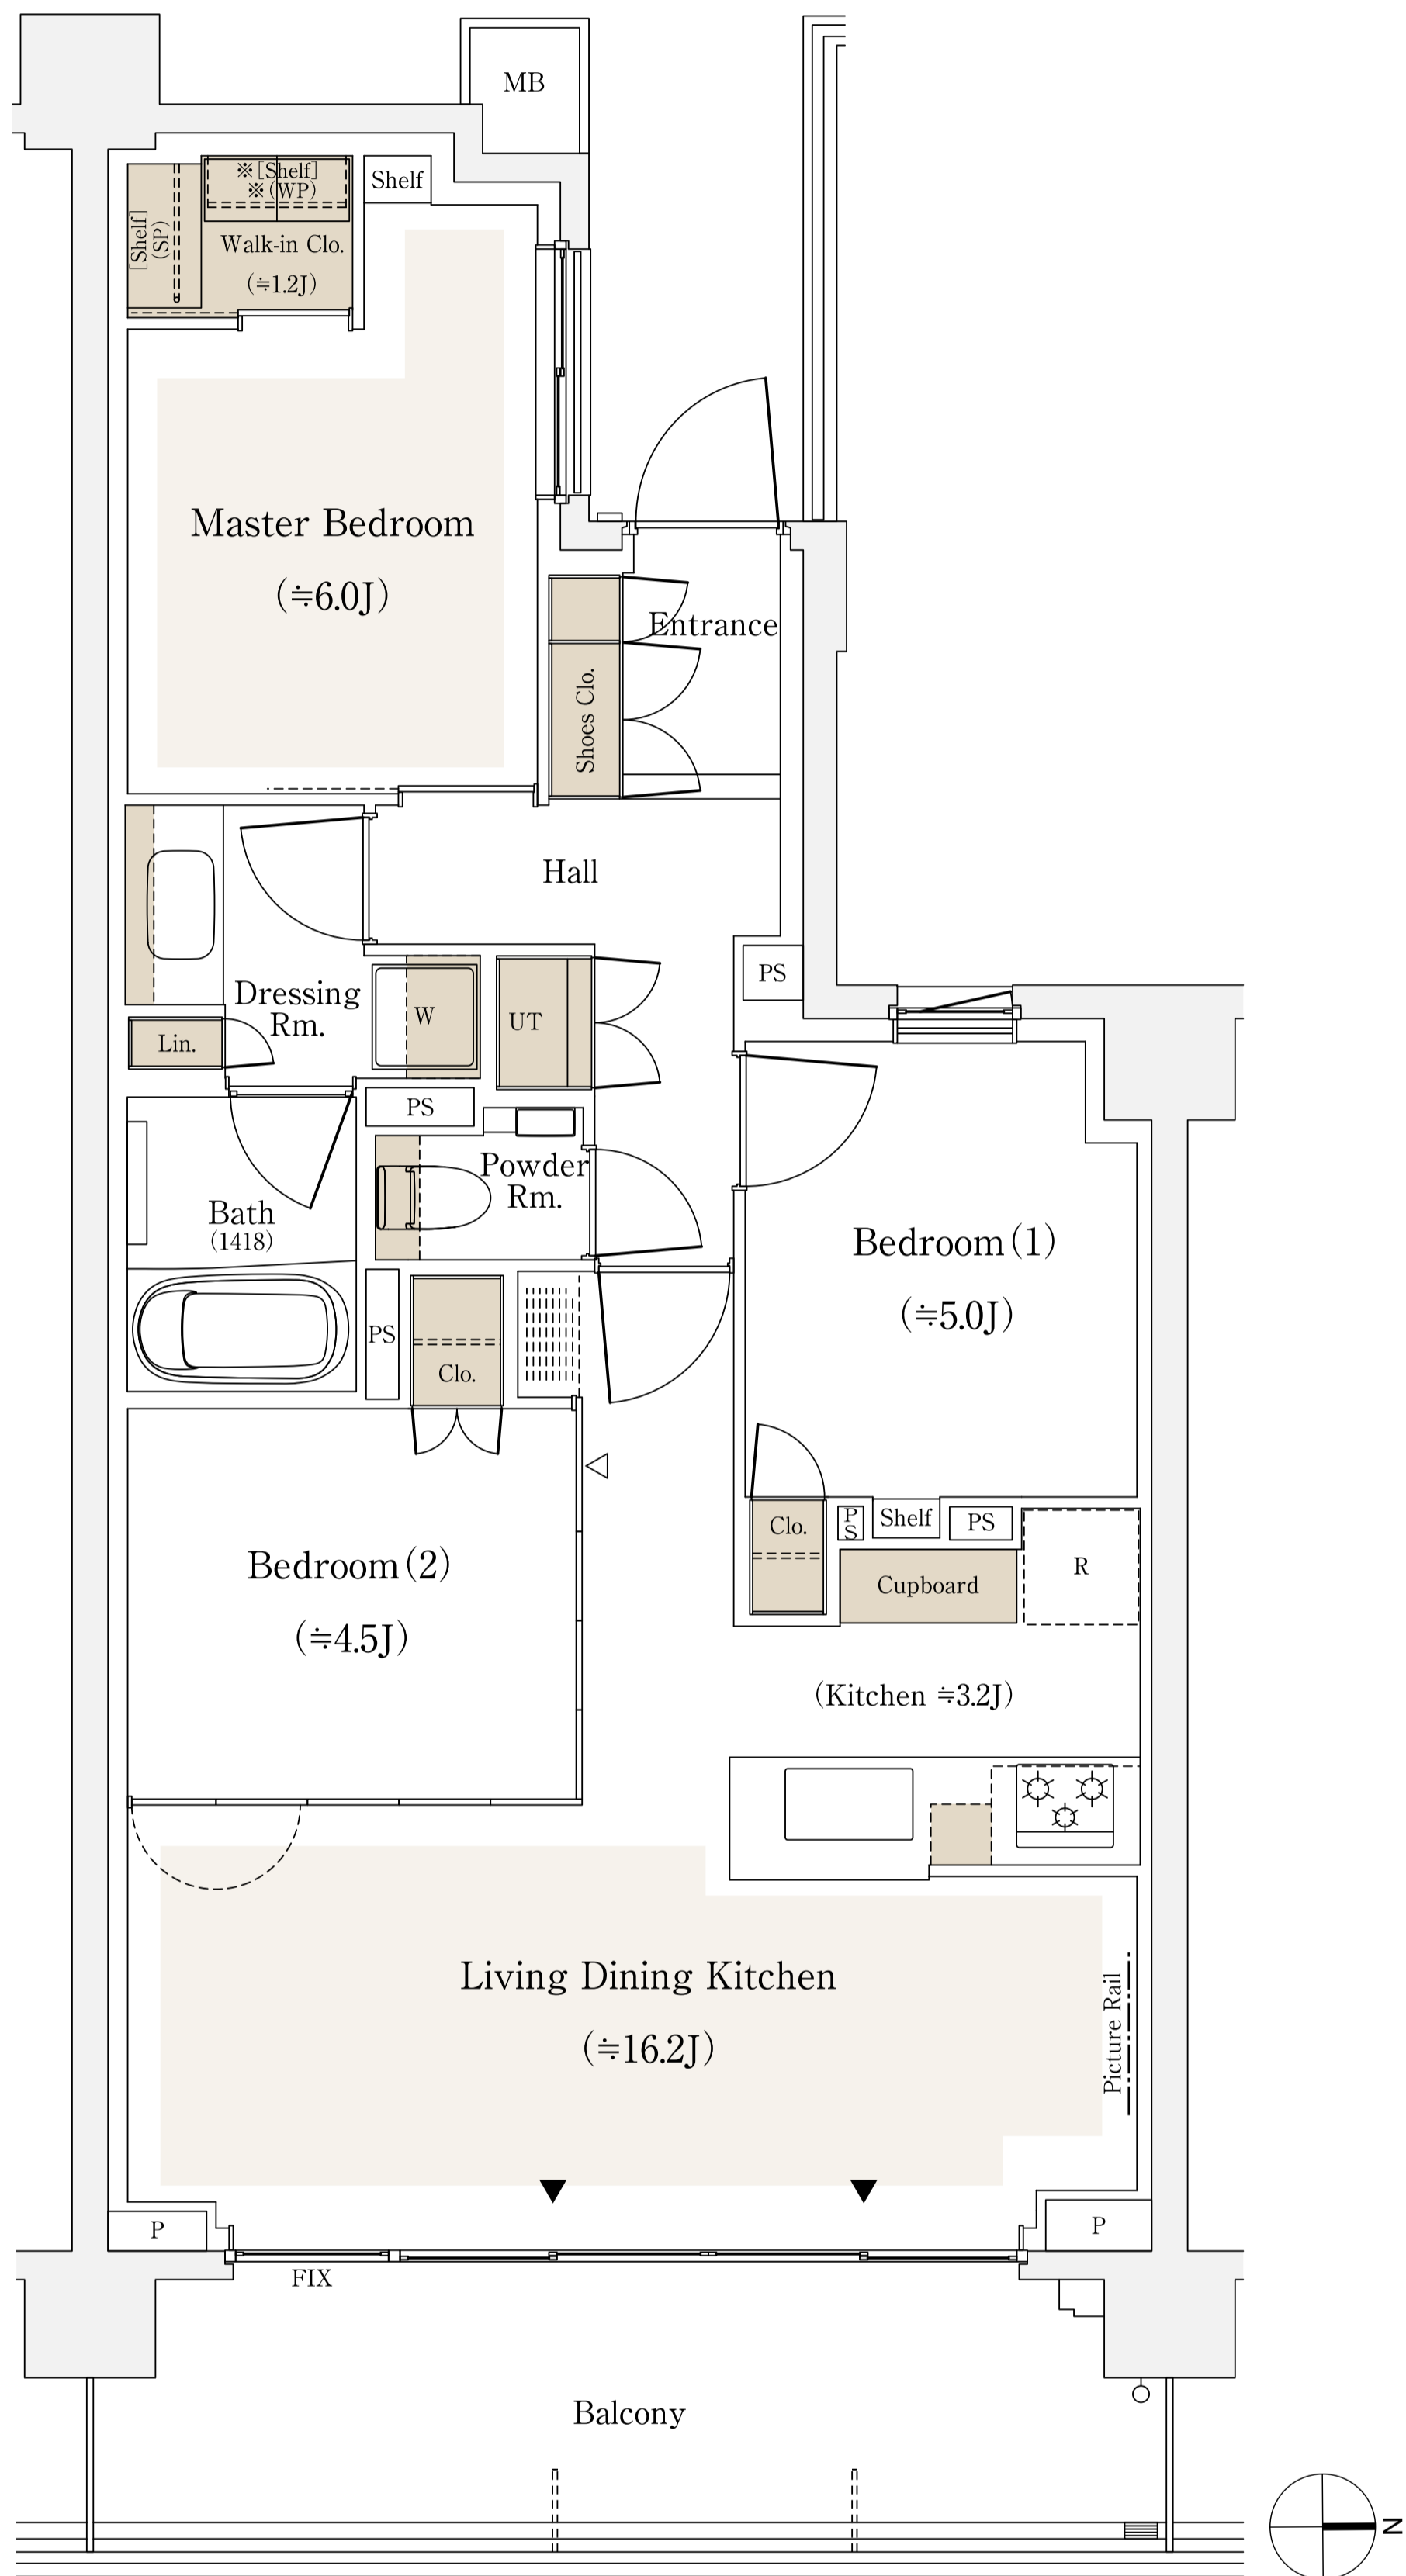 MB
※[Shelf]
※(WP)
Shelf
[Shelf]
(SP)
Walk-in Clo.
(≒1.2J)
Master Bedroom
(≒6.0J)
Entrance
Shoes Clo.
Hall
PS
Dressing
Rm.
W
UT
Lin.
PS
Powder
Rm.
Bath
(1418)
Bedroom(1)
(≒5.0J)
PS
Clo.
Clo.
PS
Shelf
PS
R
Cupboard
Bedroom(2)
(≒4.5J)
(Kitchen ≒3.2J)
Living Dining Kitchen
(≒16.2J)
Picture Rail
P
P
FIX
Balcony
N